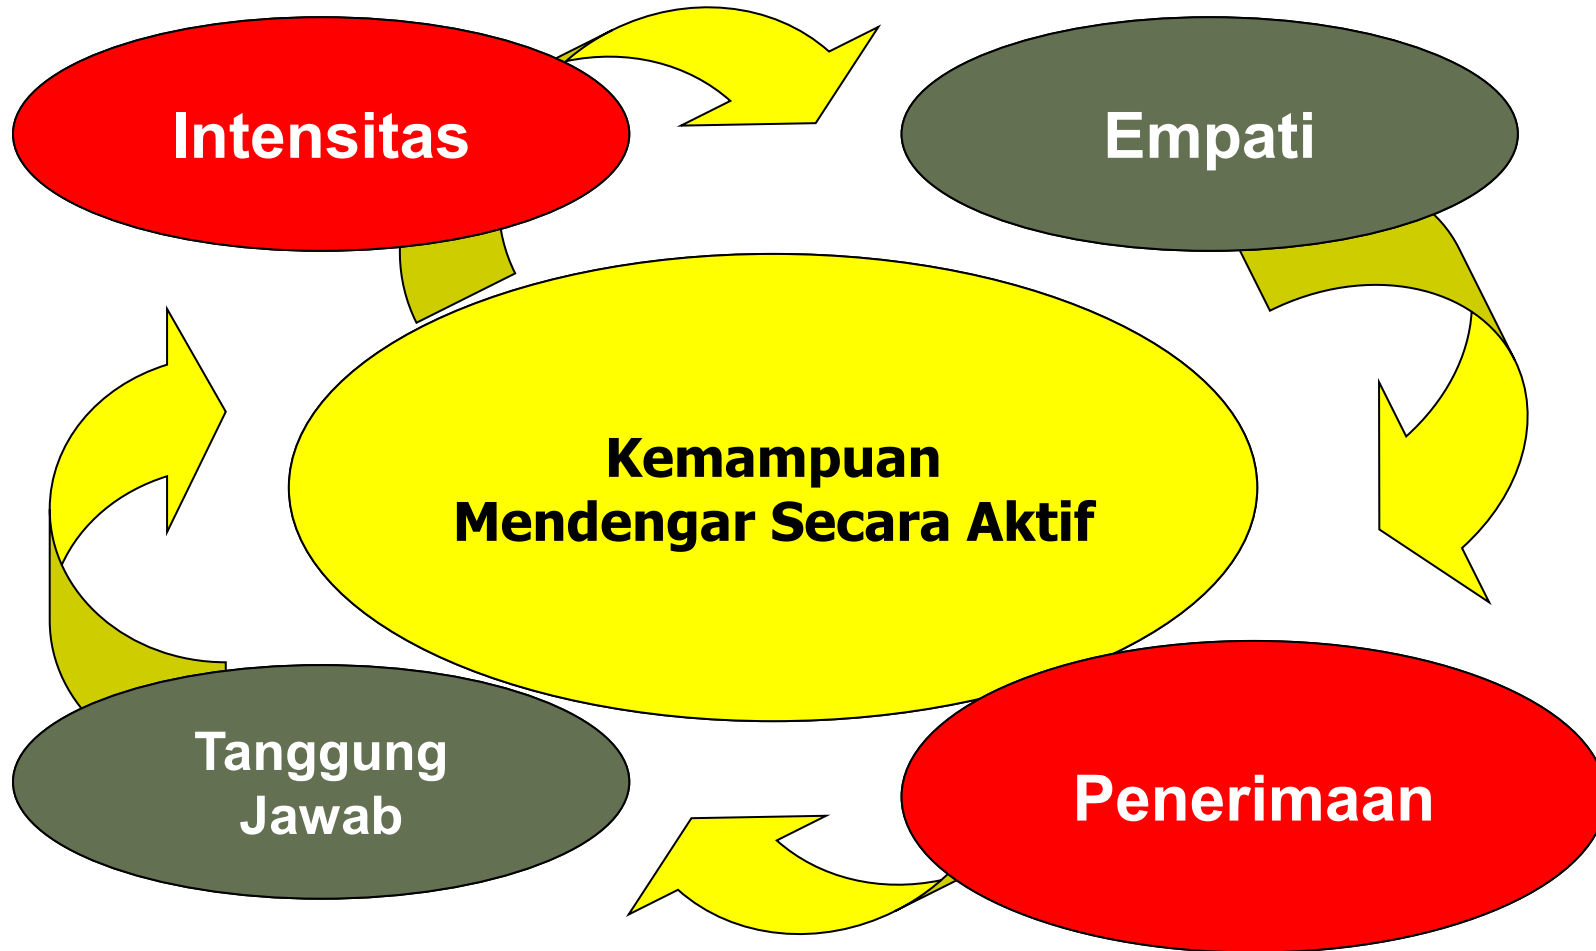 Intensitas
Empati
Kemampuan
Mendengar Secara Aktif
Tanggung
Jawab
Penerimaan